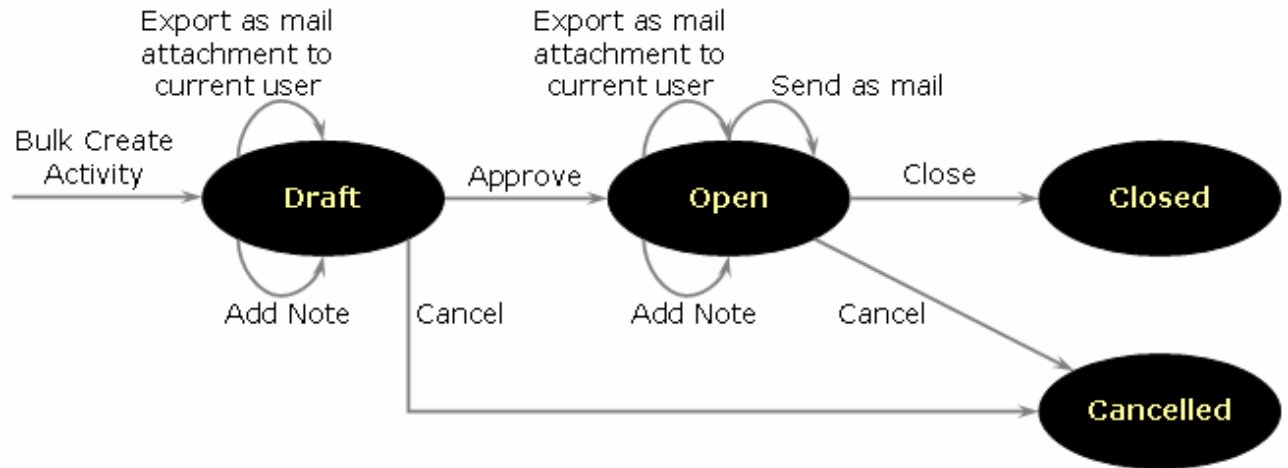 Export as mail
attachment to
current user
Export as mail
attachment to
current user
Send as mail
Bulk Create
Activity
Draft
Approve
Open
Close
Closed
Add Note
Cancel
Add Note
Cancel
Cancelled